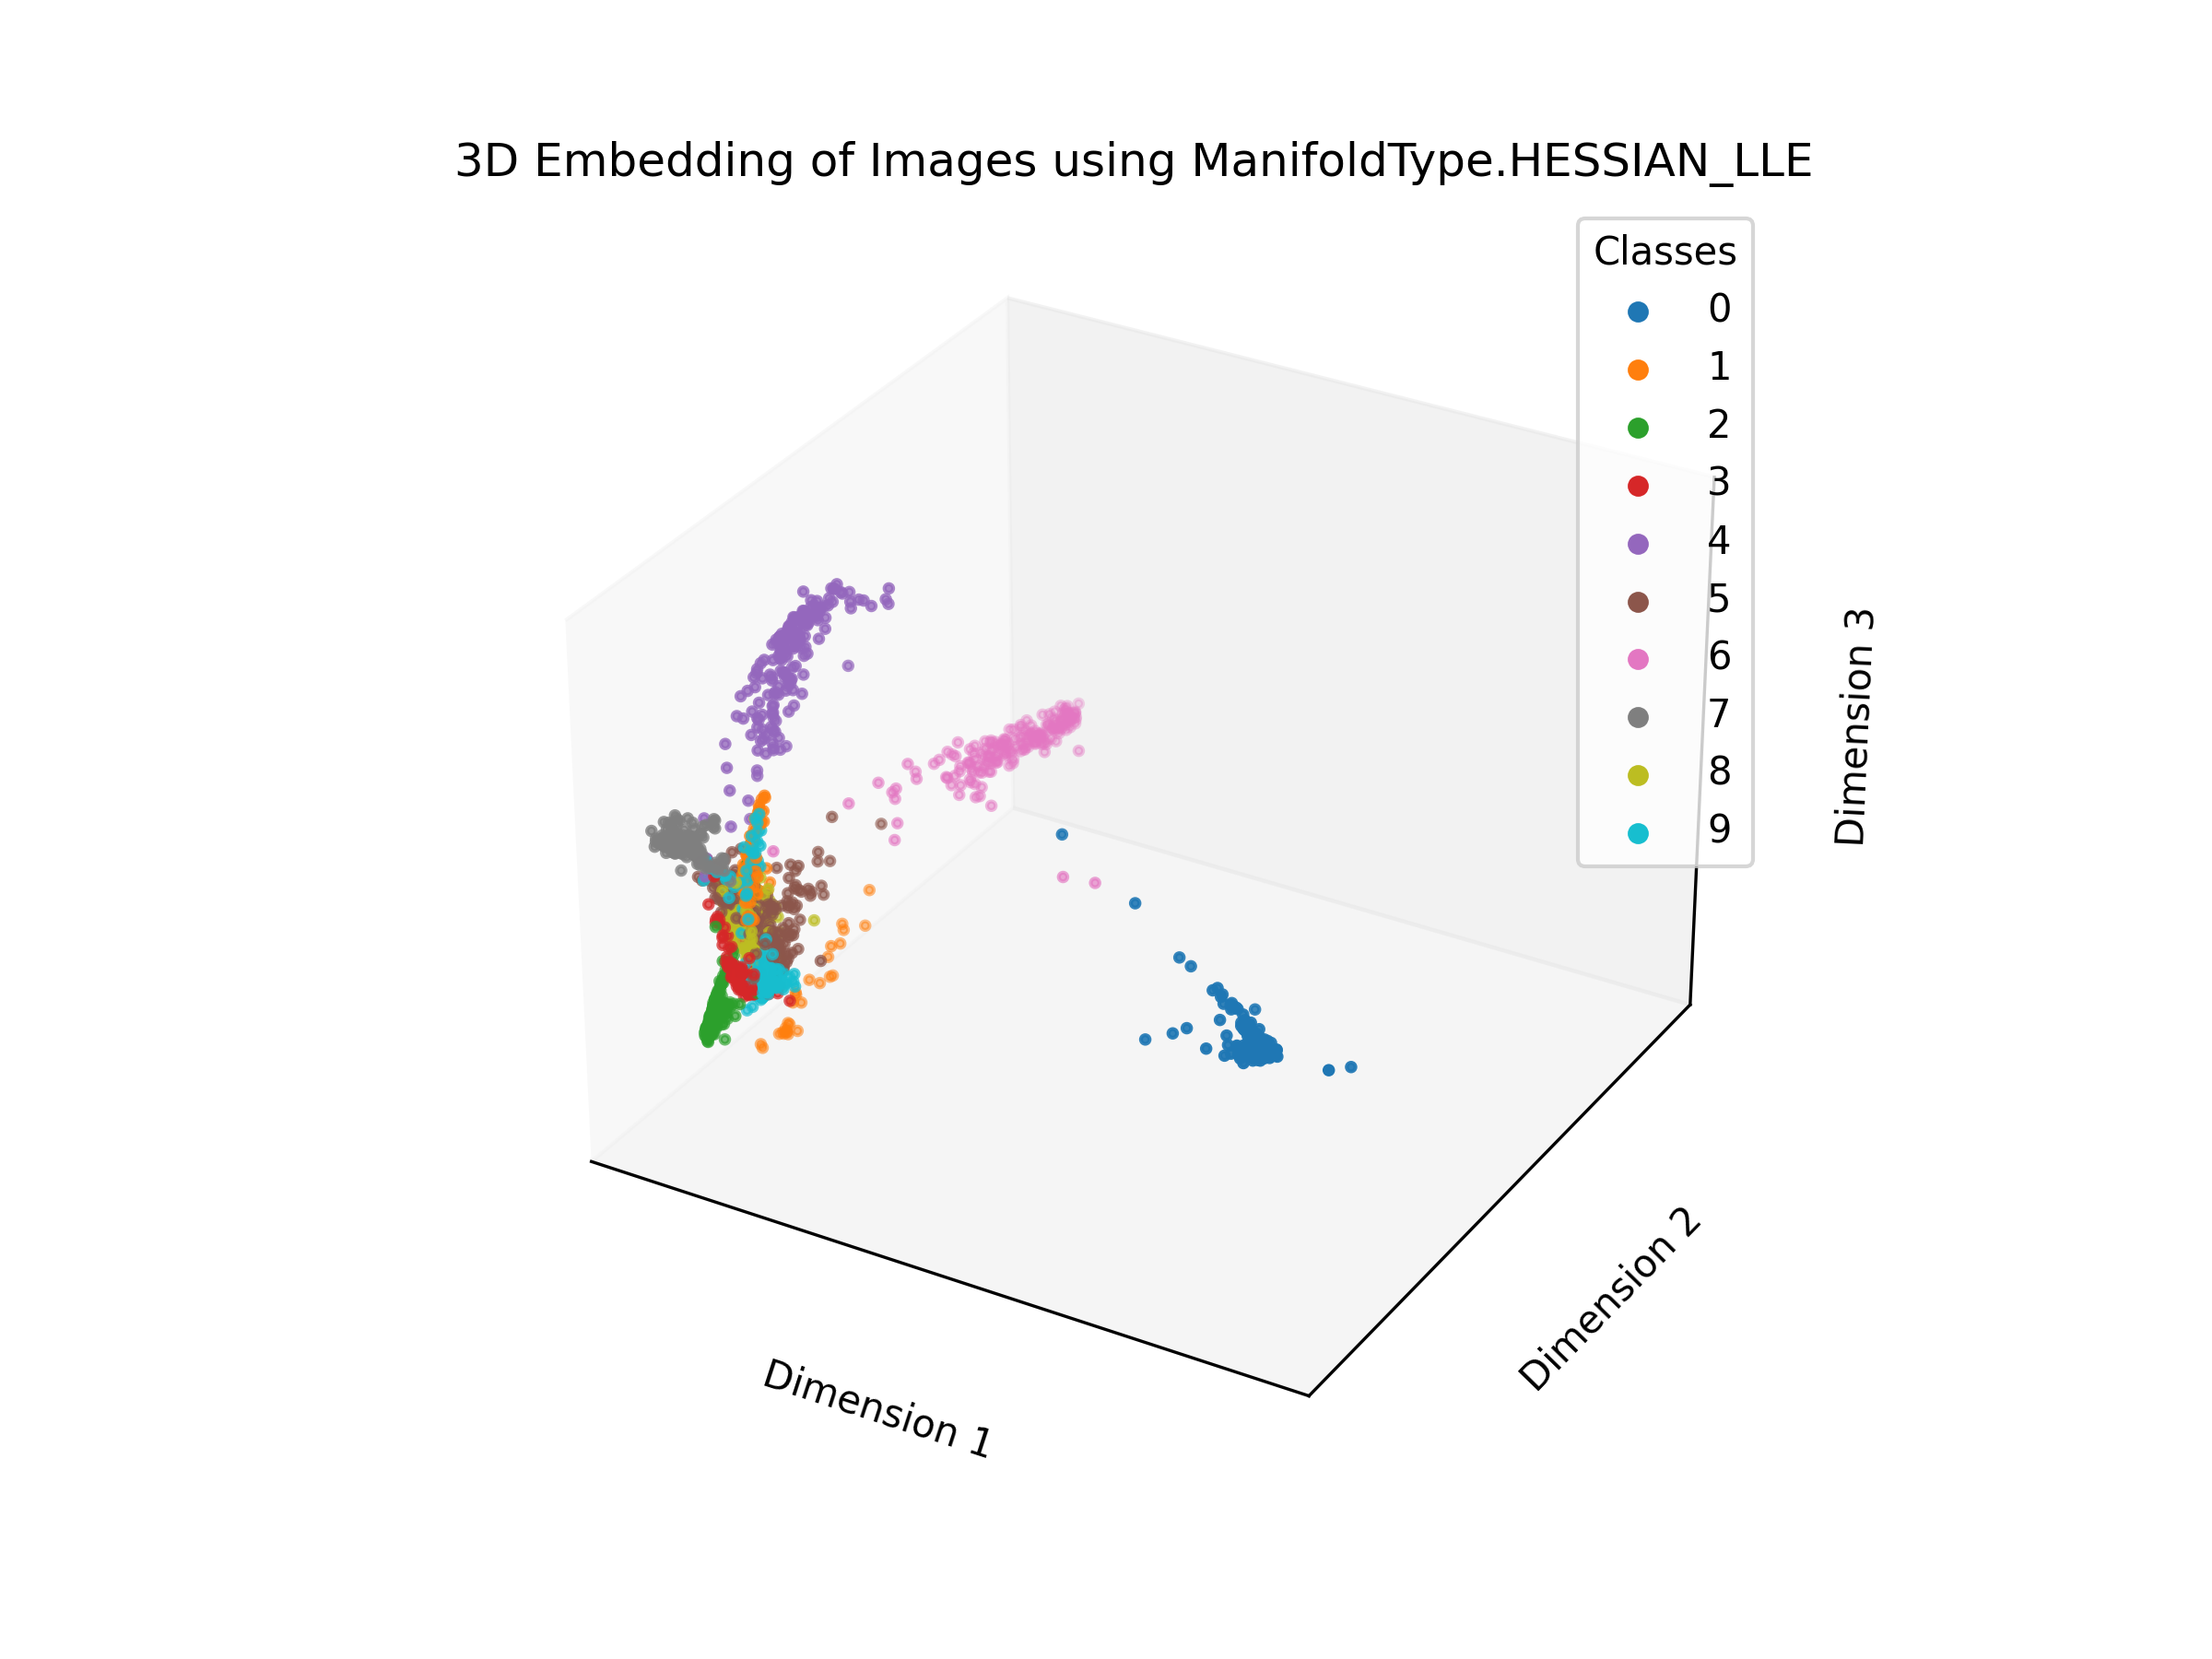 3D Embedding of Images using ManifoldType.HESSIAN_LLE
Classes
0
1
2
3
4
5
6
7
8
9
Dimension 3
Dimension 2
Dimension 1